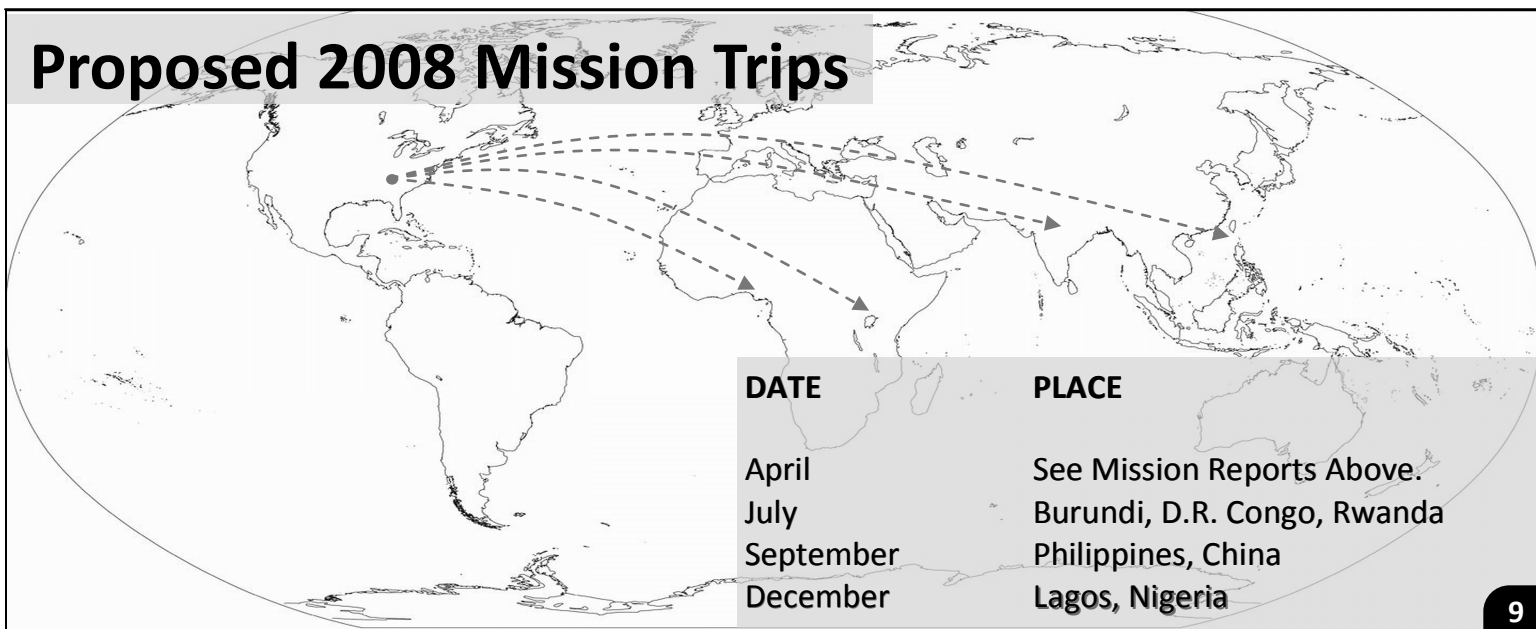 Proposed 2008 Mission Trips
DATE PLACE
April See Mission Reports Above.
July Burundi, D.R. Congo, Rwanda
September Philippines, China
December Lagos, Nigeria
9